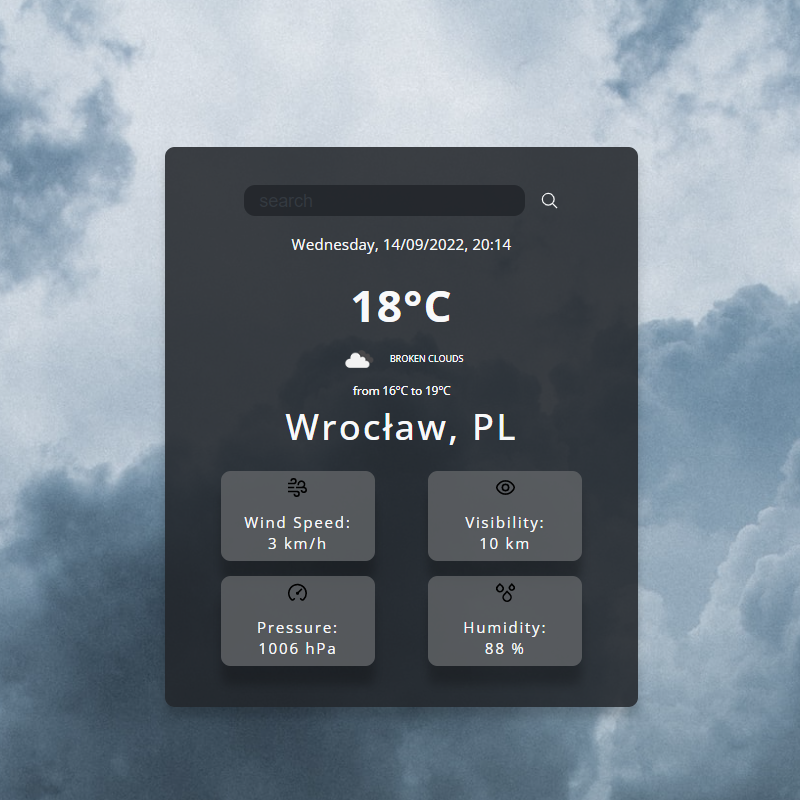 search
Wednesday, 14/09/2022, 20:14
18°C
BROKEN CLOUDS
from 16°C to 19°C
Wrocław, PL
Wind Speed:
3 km/h
Visibility:
10 km
Pressure:
1006 hPa
Humidity:
88 %